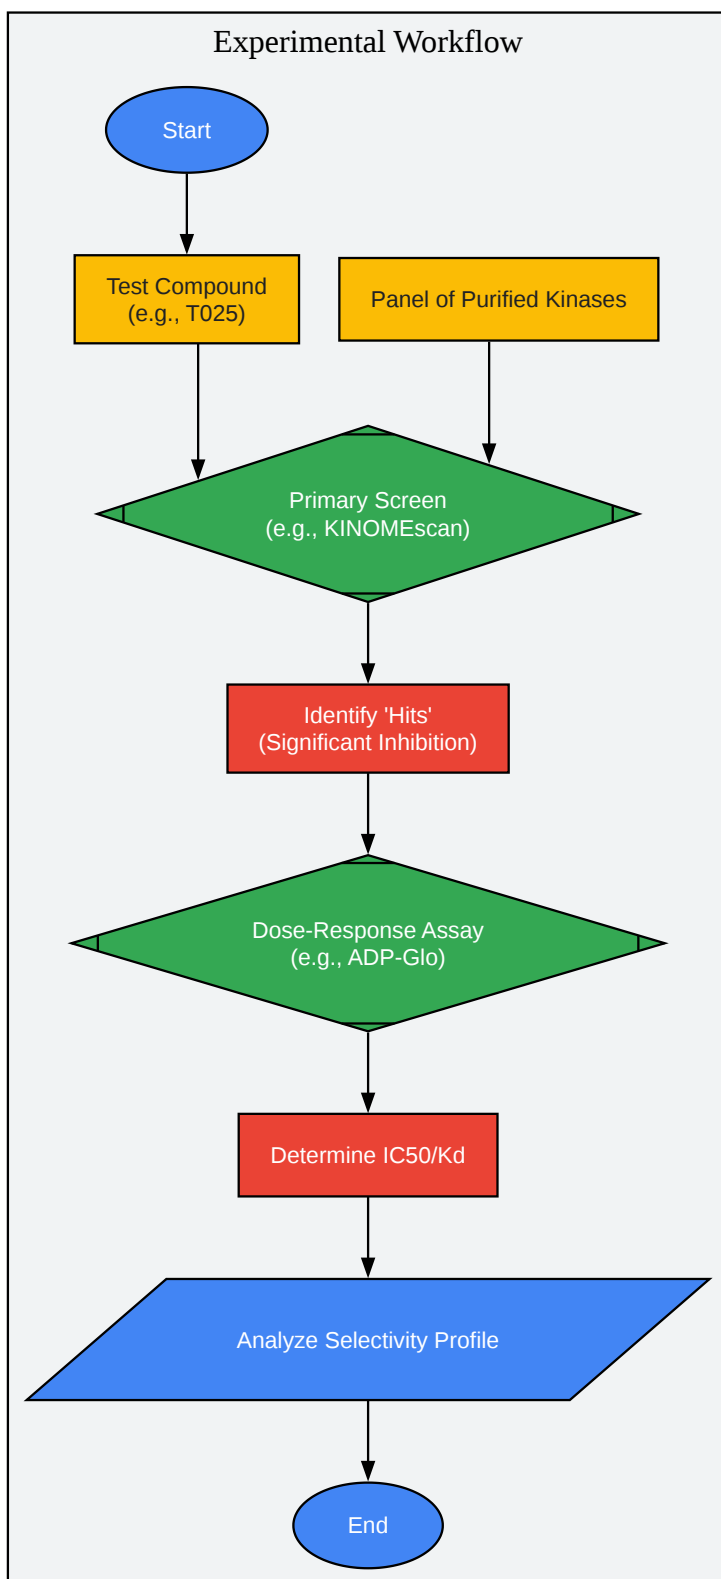 Experimental Workflow
Start
Test Compound
(e.g., T025)
Panel of Purified Kinases
Primary Screen
(e.g., KINOMEscan)
Identify 'Hits'
(Significant Inhibition)
Dose-Response Assay
(e.g., ADP-Glo)
Determine IC50/Kd
Analyze Selectivity Profile
End